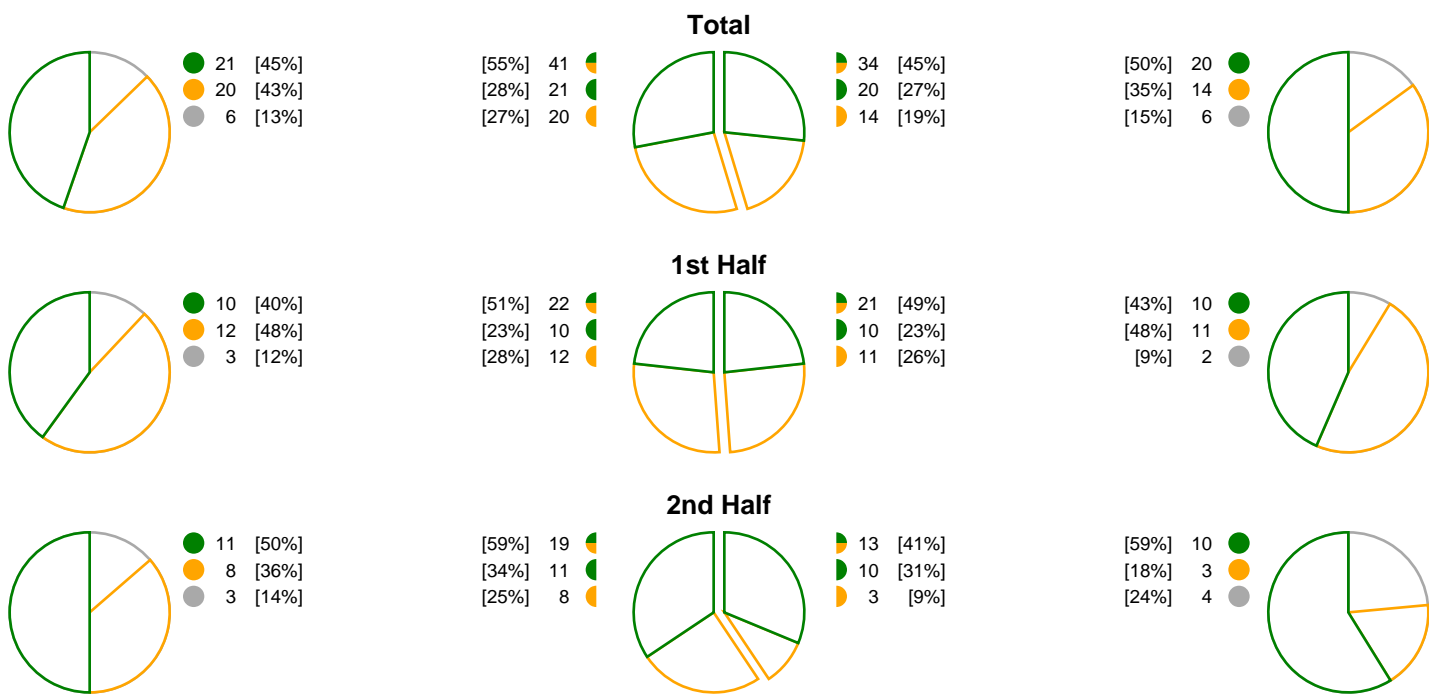 Total
21 [45%] [55%] 41 34 [45%] [50%] 20
20 [43%] [28%] 21 20 [27%] [35%] 14
6 [13%] [27%] 20 14 [19%] [15%] 6
1st Half
10 [40%] [51%] 22 21 [49%] [43%] 10
12 [48%] [23%] 10 10 [23%] [48%] 11
3 [12%] [28%] 12 11 [26%] [9%] 2
2nd Half
11 [50%] [59%] 19 13 [41%] [59%] 10
8 [36%] [34%] 11 10 [31%] [18%] 3
3 [14%] [25%] 8 3 [9%] [24%] 4